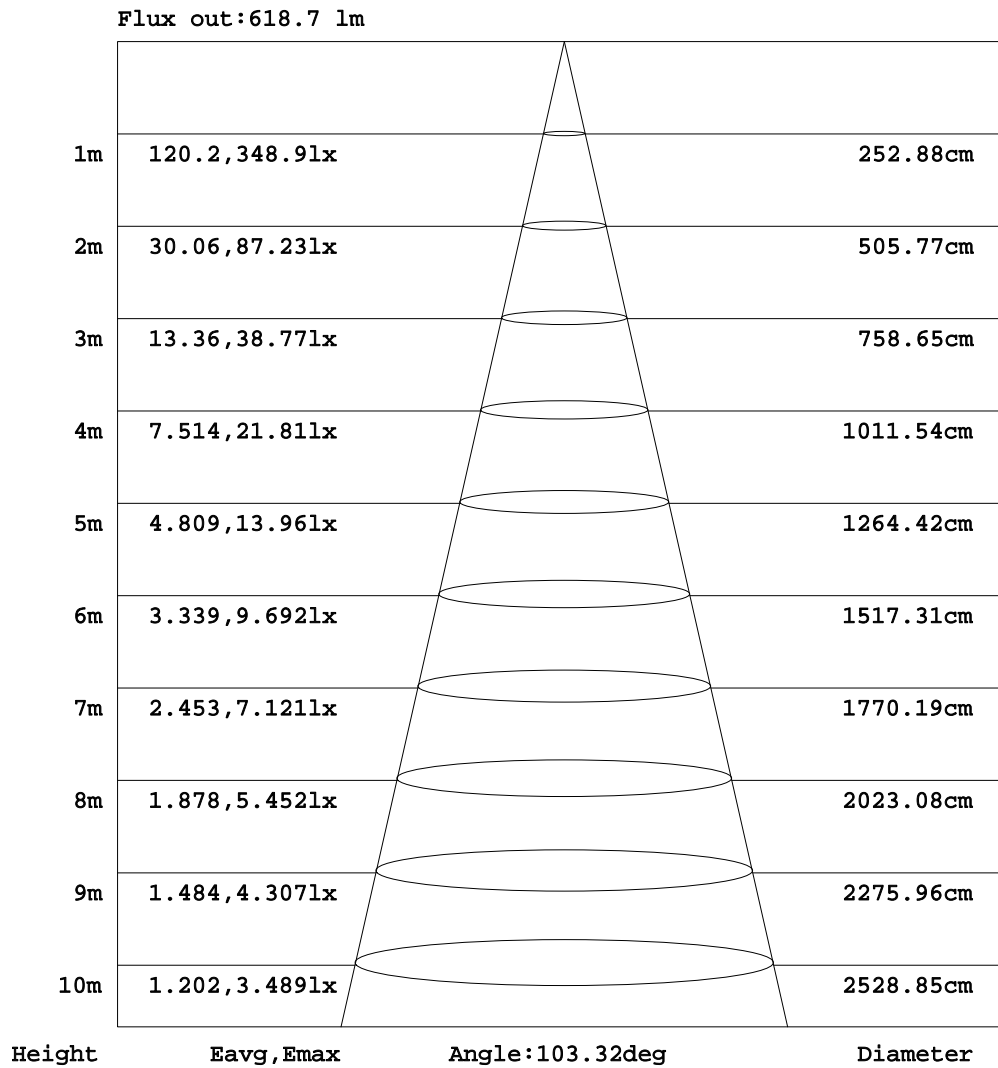 Flux out:618.7 lm
1m 120.2,348.9lx 252.88cm
2m 30.06,87.23lx 505.77cm
3m 13.36,38.77lx 758.65cm
4m 7.514,21.81lx 1011.54cm
5m 4.809,13.96lx 1264.42cm
6m 3.339,9.692lx 1517.31cm
7m 2.453,7.121lx 1770.19cm
8m 1.878,5.452lx 2023.08cm
9m 1.484,4.307lx 2275.96cm
10m 1.202,3.489lx 2528.85cm
Height Eavg,Emax Angle:103.32deg Diameter